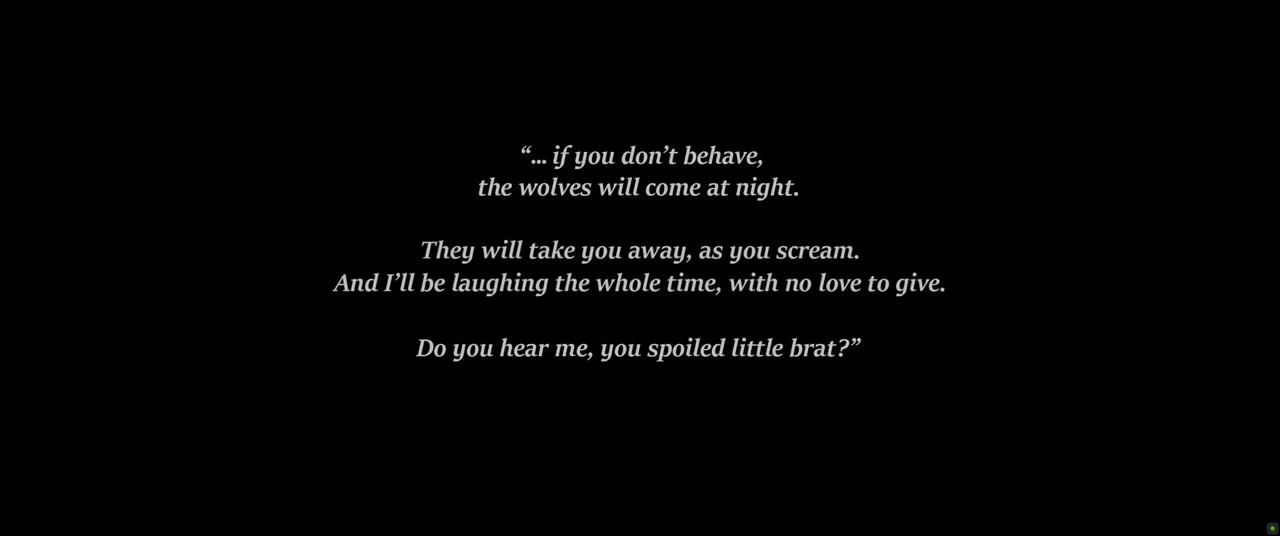 “... if you don’t behave,
the wolves will come at night.
They will take you away, as you scream.
And I’ll be laughing the whole time, with no love to give.
Do you hear me, you spoiled little brat?”